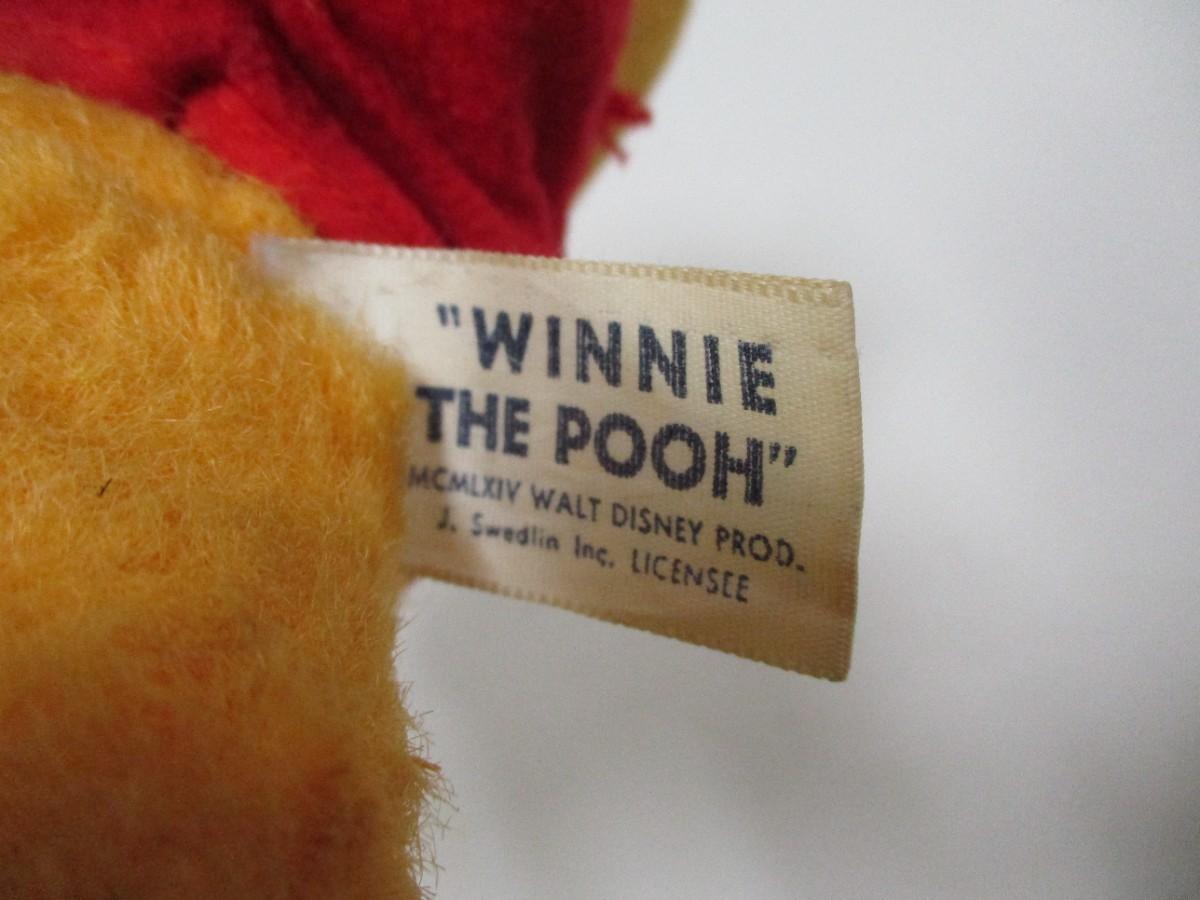 "WINNIE
THE POOH"
MCMLXIV WALT DISNEY PROD.
J. Swedlin Inc. LICENSEE